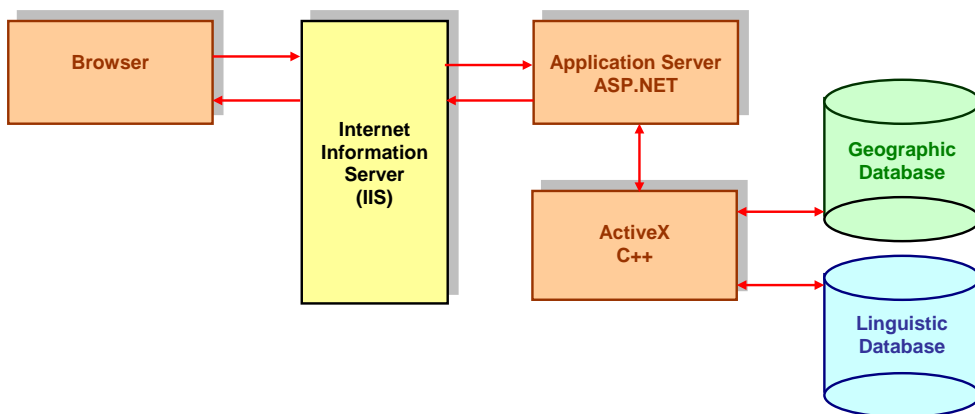 Browser
Internet
Information
Server
(IIS)
Application Server
ASP.NET
ActiveX
C++
Geographic
Database
Linguistic
Database